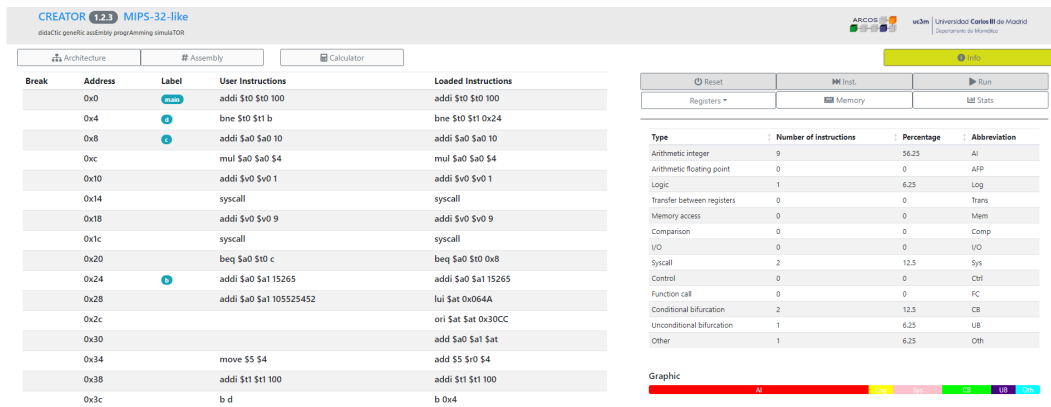 CREATOR 1.2.3 MIPS-32-like
didaCtic geneRic assEmbly progrAmming simulaTOR
ARCOS
uc3m Universidad Carlos III de Madrid
Departamento de Informática
Architecture
# Assembly
Calculator
Info
Break Address Label User Instructions Loaded Instructions
0x0 main addi $t0 $t0 100 addi $t0 $t0 100
0x4 d bne $t0 $t1 b bne $t0 $t1 0x24
0x8 c addi $a0 $a0 10 addi $a0 $a0 10
0xc mul $a0 $a0 $4 mul $a0 $a0 $4
0x10 addi $v0 $v0 1 addi $v0 $v0 1
0x14 syscall syscall
0x18 addi $v0 $v0 9 addi $v0 $v0 9
0x1c syscall syscall
0x20 beq $a0 $t0 c beq $a0 $t0 0x8
0x24 b addi $a0 $a1 15265 addi $a0 $a1 15265
0x28 addi $a0 $a1 105525452 lui $at 0x064A
0x2c ori $at $at 0x30CC
0x30 add $a0 $a1 $at
0x34 move $5 $4 add $5 $r0 $4
0x38 addi $t1 $t1 100 addi $t1 $t1 100
0x3c b d b 0x4
Reset Inst. Run
Registers Memory Stats
Type Number of instructions Percentage Abbreviation
Arithmetic integer 9 56.25 AI
Arithmetic floating point 0 0 AFP
Logic 1 6.25 Log
Transfer between registers 0 0 Trans
Memory access 0 0 Mem
Comparison 0 0 Comp
I/O 0 0 I/O
Syscall 2 12.5 Sys
Control 0 0 Ctrl
Function call 0 0 FC
Conditional bifurcation 2 12.5 CB
Unconditional bifurcation 1 6.25 UB
Other 1 6.25 Oth
Graphic
AI Log Sys CB UB Oth